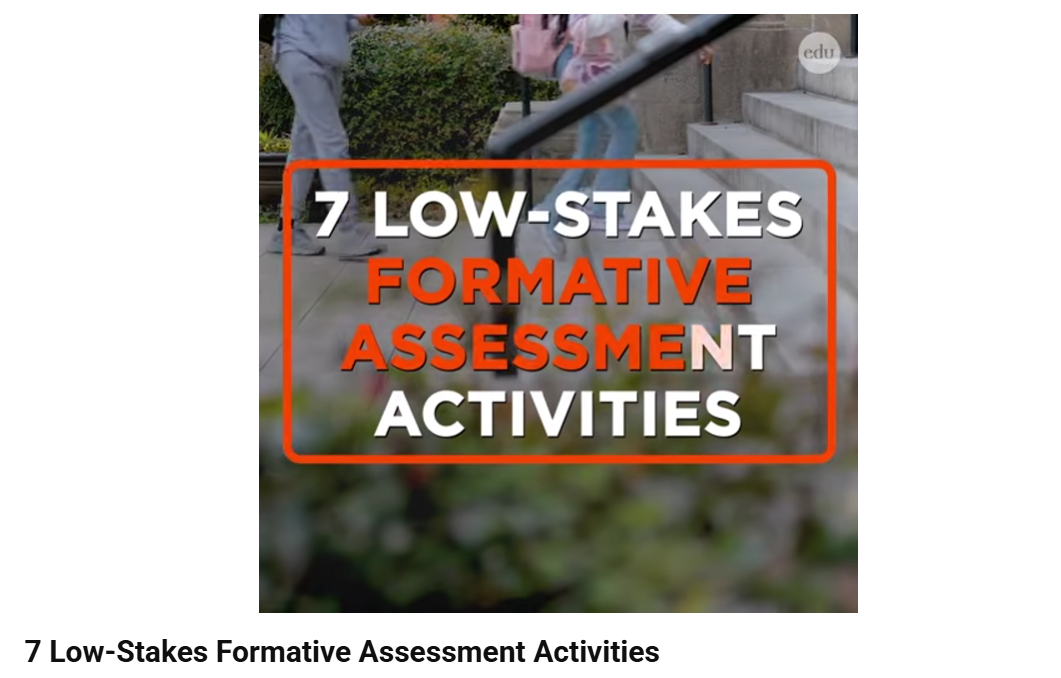 edu
7 LOW-STAKES
FORMATIVE
ASSESSMENT
ACTIVITIES
7 Low-Stakes Formative Assessment Activities